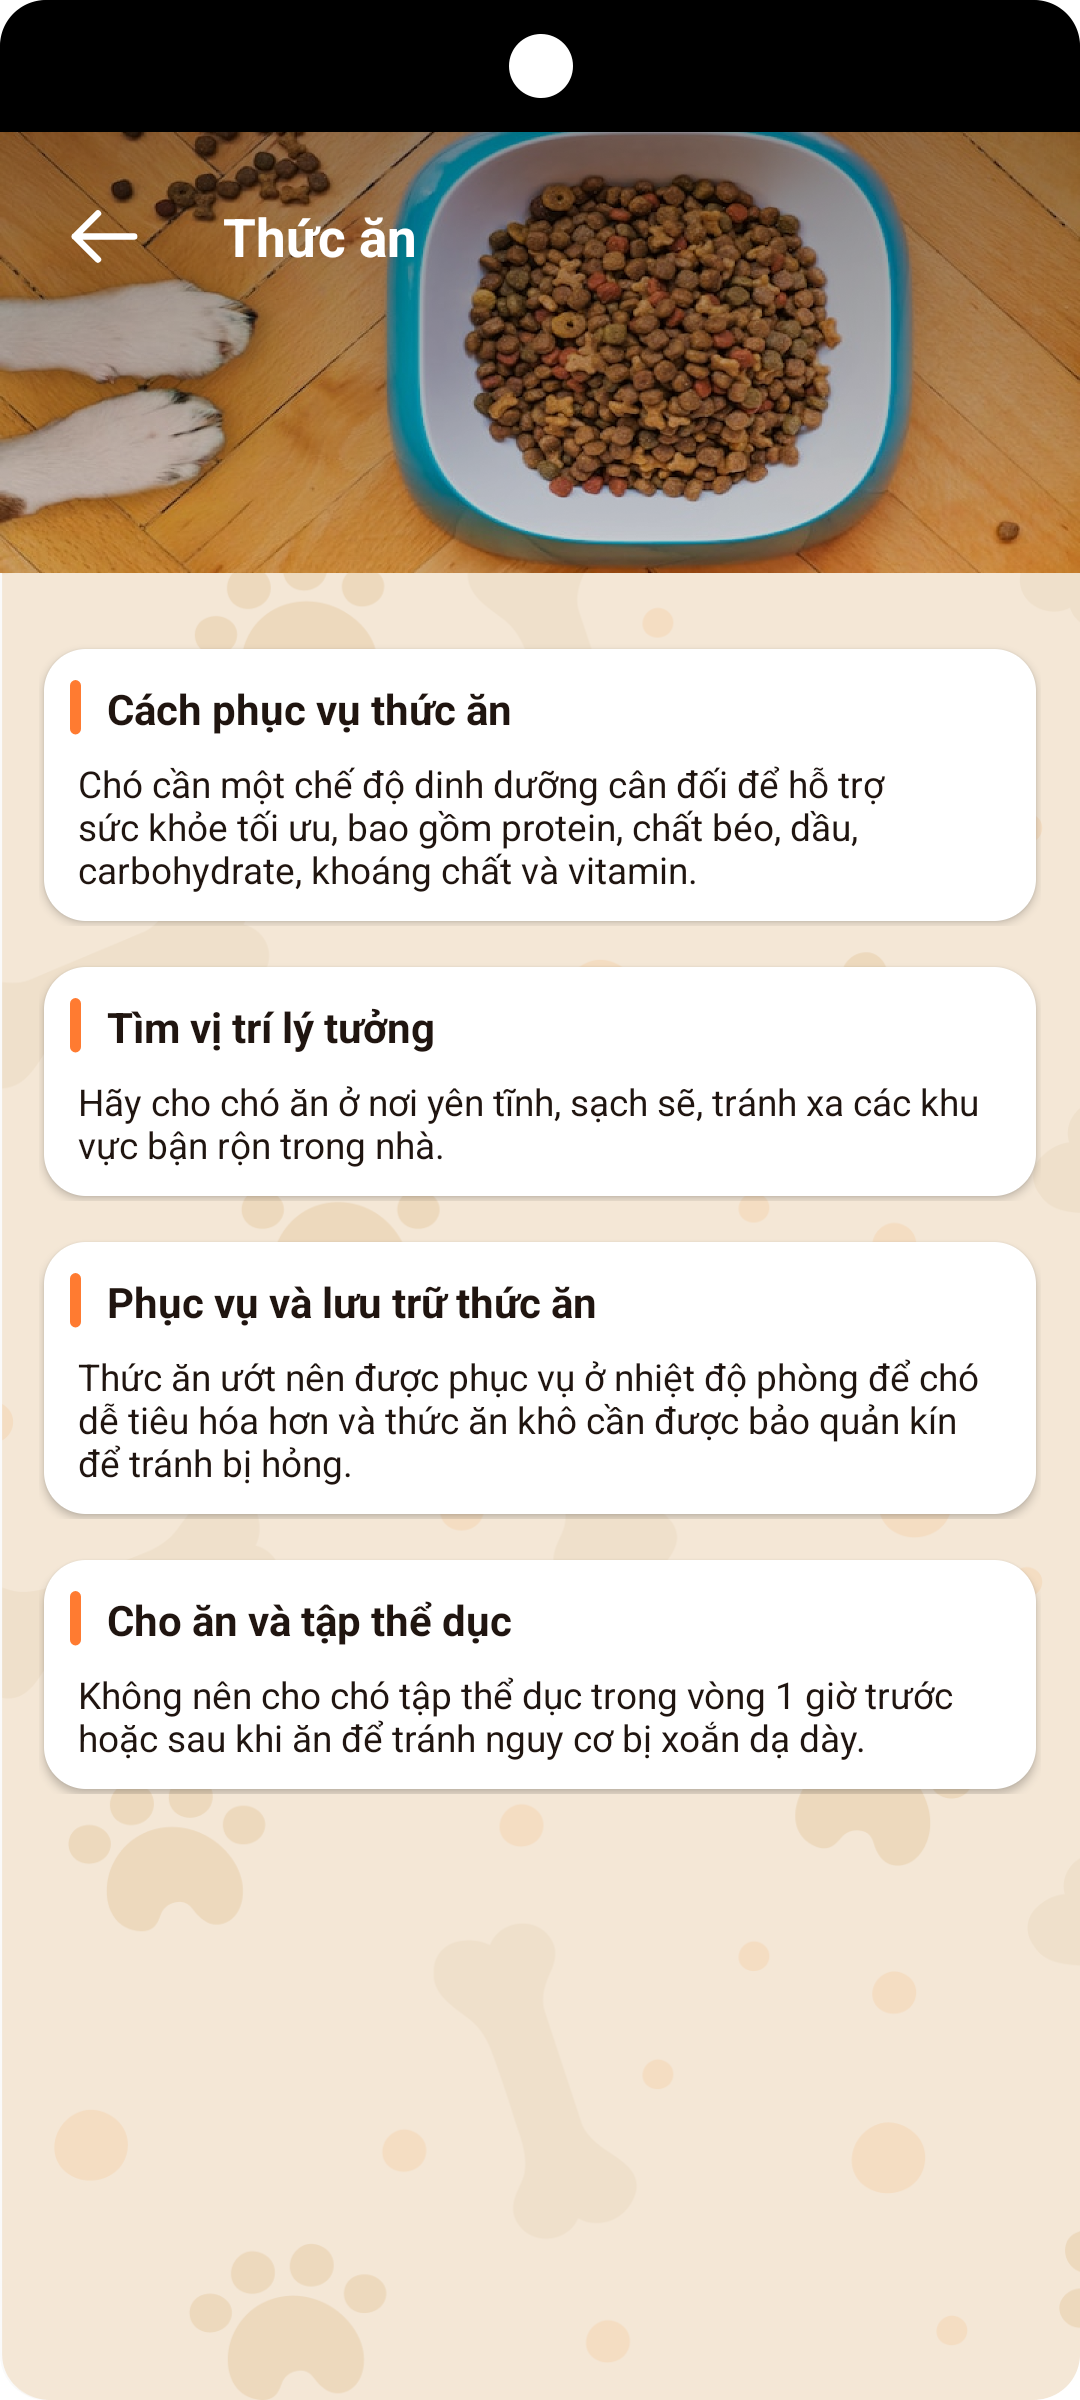 Thức ăn
Cách phục vụ thức ăn
Chó cần một chế độ dinh dưỡng cân đối để hỗ trợ
sức khỏe tối ưu, bao gồm protein, chất béo, dầu,
carbohydrate, khoáng chất và vitamin.
Tìm vị trí lý tưởng
Hãy cho chó ăn ở nơi yên tĩnh, sạch sẽ, tránh xa các khu
vực bận rộn trong nhà.
Phục vụ và lưu trữ thức ăn
Thức ăn ướt nên được phục vụ ở nhiệt độ phòng để chó
dễ tiêu hóa hơn và thức ăn khô cần được bảo quản kín
để tránh bị hỏng.
Cho ăn và tập thể dục
Không nên cho chó tập thể dục trong vòng 1 giờ trước
hoặc sau khi ăn để tránh nguy cơ bị xoắn dạ dày.